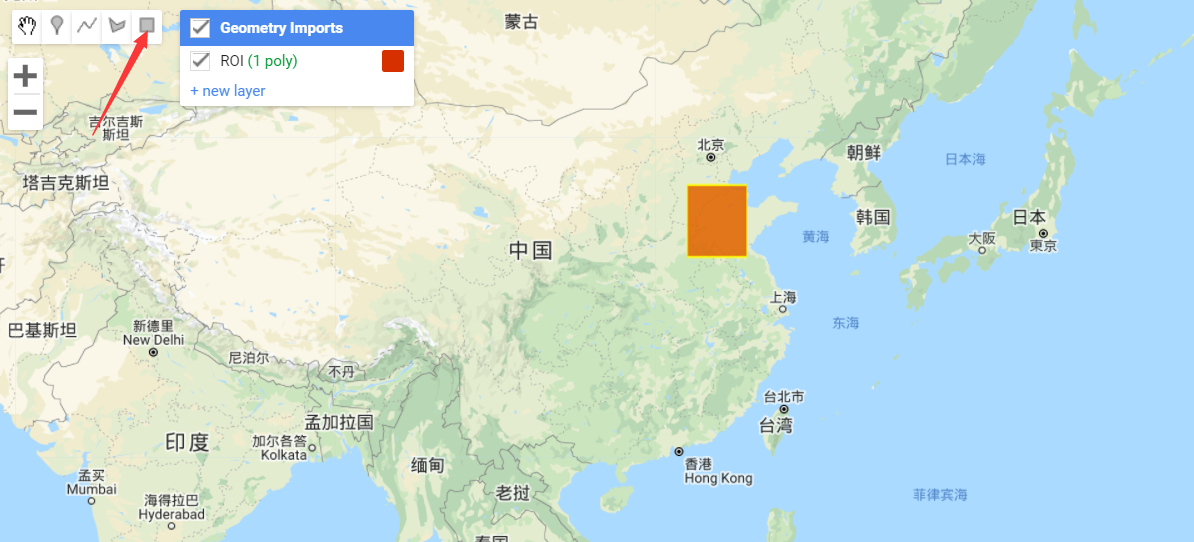 Geometry Imports
ROI (1 poly)
+ new layer
蒙古
吉尔吉斯
斯坦
塔吉克斯坦
北京
朝鲜
日本海
韩国
日本
大阪
東京
黄海
中国
上海
东海
巴基斯坦
新德里
New Delhi
尼泊尔
不丹
孟加拉国
台北市
台湾
印度
加尔各答
Kolkata
缅甸
香港
Hong Kong
孟买
Mumbai
海得拉巴
Hyderabad
老挝
菲律宾海
泰国